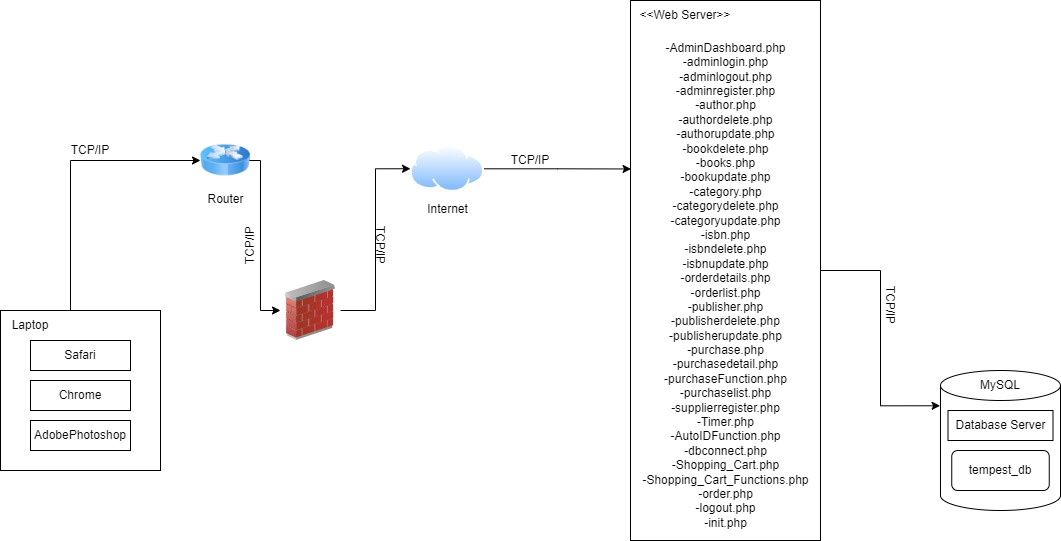 <<Web Server>>
-AdminDashboard.php
-adminlogin.php
-adminlogout.php
-adminregister.php
-author.php
-authordelete.php
-authorupdate.php
-bookdelete.php
-books.php
-bookupdate.php
-category.php
-categorydelete.php
-categoryupdate.php
-isbn.php
-isbndelete.php
-isbnupdate.php
-orderdetails.php
-orderlist.php
-publisher.php
-publisherdelete.php
-publisherupdate.php
-purchase.php
-purchasedetail.php
-purchaseFunction.php
-purchaselist.php
-supplierregister.php
-Timer.php
-AutoIDFunction.php
-dbconnect.php
-Shopping_Cart.php
-Shopping_Cart_Functions.php
-order.php
-logout.php
-init.php
TCP/IP
Router
TCP/IP
TCP/IP
Internet
TCP/IP
Laptop
Safari
Chrome
AdobePhotoshop
TCP/IP
MySQL
Database Server
tempest_db